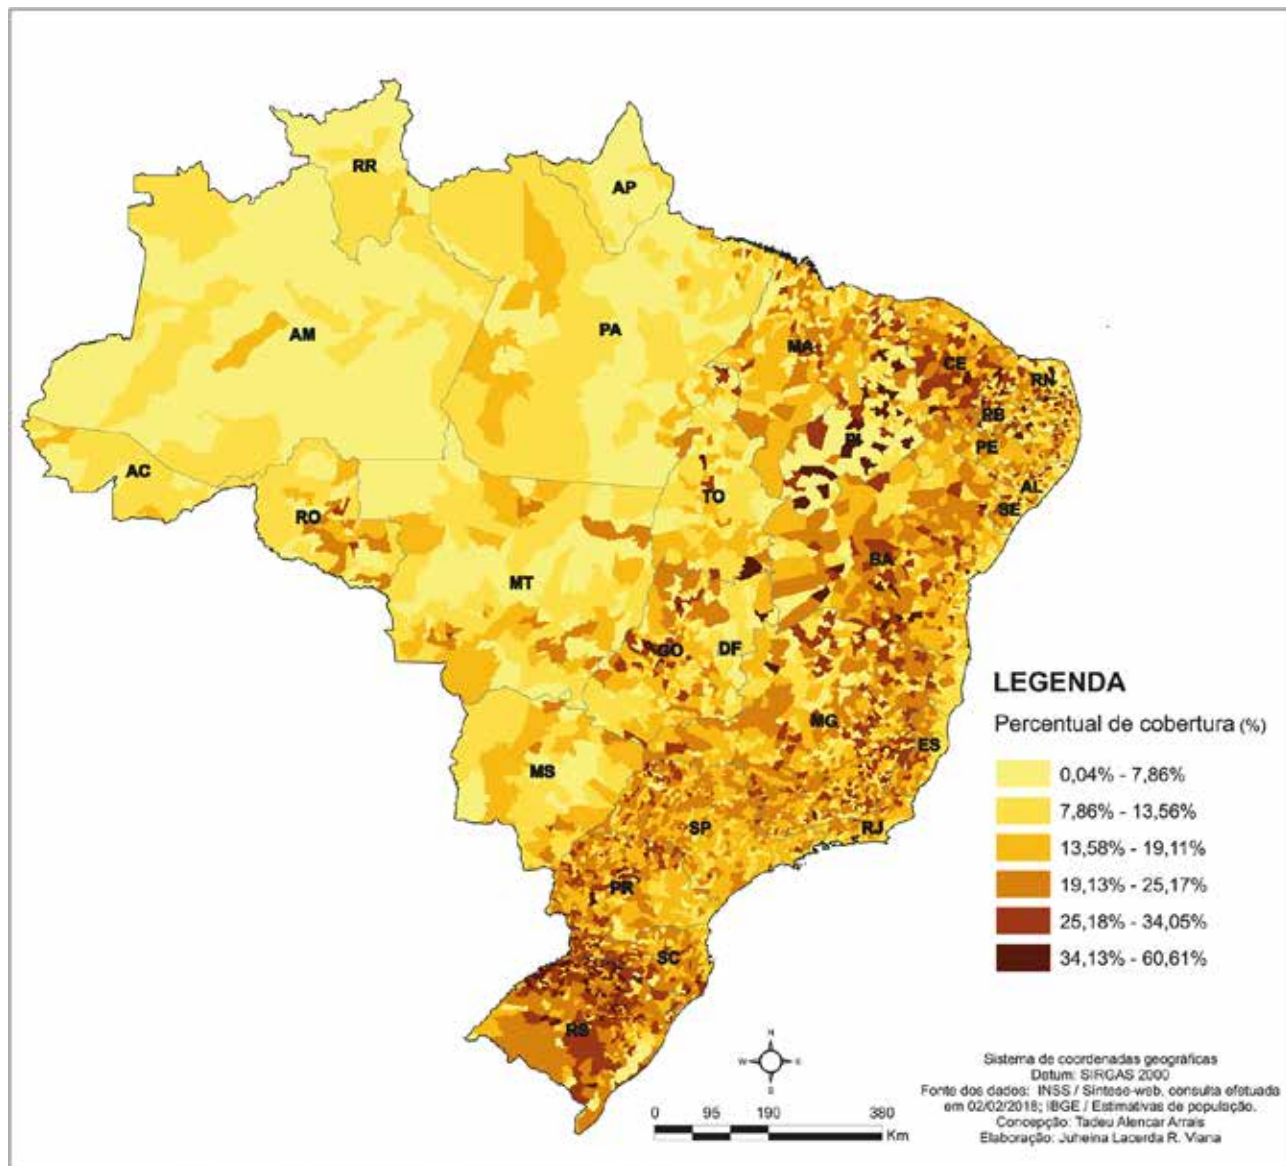 RR
AP
AM
PA
MA
CE
RN
PB
PE
PI
AL
SE
AC
RO
TO
BA
MT
GO
DF
MG
ES
MS
SP
RJ
PR
SC
RS
LEGENDA
Percentual de cobertura (%)
0,04% - 7,86%
7,86% - 13,56%
13,58% - 19,11%
19,13% - 25,17%
25,18% - 34,05%
34,13% - 60,61%
N
W
E
S
0 95 190 380
Km
Sistema de coordenadas geográficas
Datum: SIRGAS 2000
Fonte dos dados: INSS / Síntese-web, consulta efetuada
em 02/02/2018; IBGE / Estimativas de população.
Concepção: Tadeu Alencar Arrais
Elaboração: Juheina Lacerda R. Viana